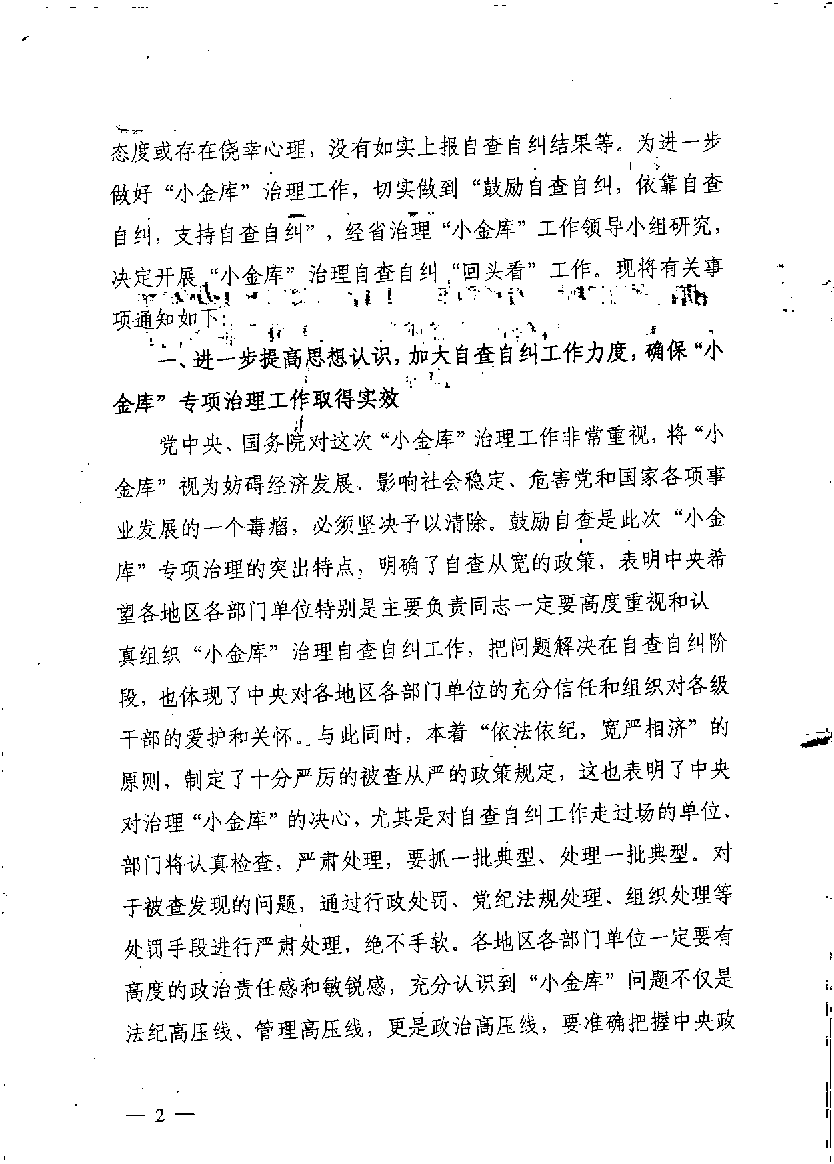 态度或存在侥幸心理，没有如实上报自查自纠结果等。为进一步
做好“小金库”治理工作，切实做到“鼓励自查自纠，依靠自查
自纠，支持自查自纠”，经省治理“小金库”工作领导小组研究，
决定开展“小金库”治理自查自纠“回头看”工作。现将有关事
项通知如下：
一、进一步提高思想认识，加大自查自纠工作力度，确保“小
金库”专项治理工作取得实效
党中央、国务院对这次“小金库”治理工作非常重视，将“小
金库”视为妨碍经济发展、影响社会稳定、危害党和国家各项事
业发展的一个毒瘤，必须坚决予以清除。鼓励自查是此次“小金
库”专项治理的突出特点，明确了自查从宽的政策，表明中央希
望各地区各部门单位特别是主要负责同志一定要高度重视和认
真组织“小金库”治理自查自纠工作，把问题解决在自查自纠阶
段，也体现了中央对各地区各部门单位的充分信任和组织对各级
干部的爱护和关怀。与此同时，本着“依法依纪，宽严相济”的
原则，制定了十分严厉的被查从严的政策规定，这也表明了中央
对治理“小金库”的决心，尤其是对自查自纠工作走过场的单位、
部门将认真检查，严肃处理，要抓一批典型、处理一批典型。对
于被查发现的问题，通过行政处罚、党纪法规处理、组织处理等
处罚手段进行严肃处理，绝不手软。各地区各部门单位一定要有
高度的政治责任感和敏锐感，充分认识到“小金库”问题不仅是
法纪高压线、管理高压线，更是政治高压线，要准确把握中央政
— 2 —